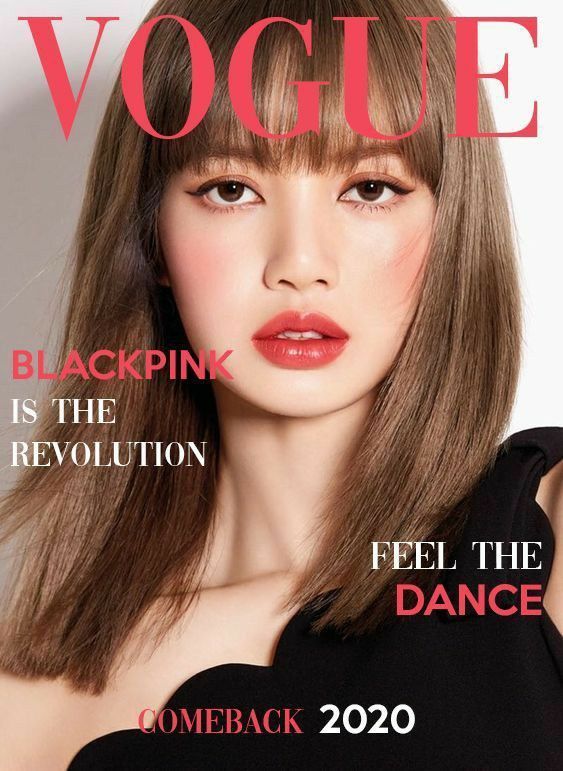 VOGUE
BLACKPINK
IS THE
REVOLUTION
FEEL THE
DANCE
COMEBACK 2020